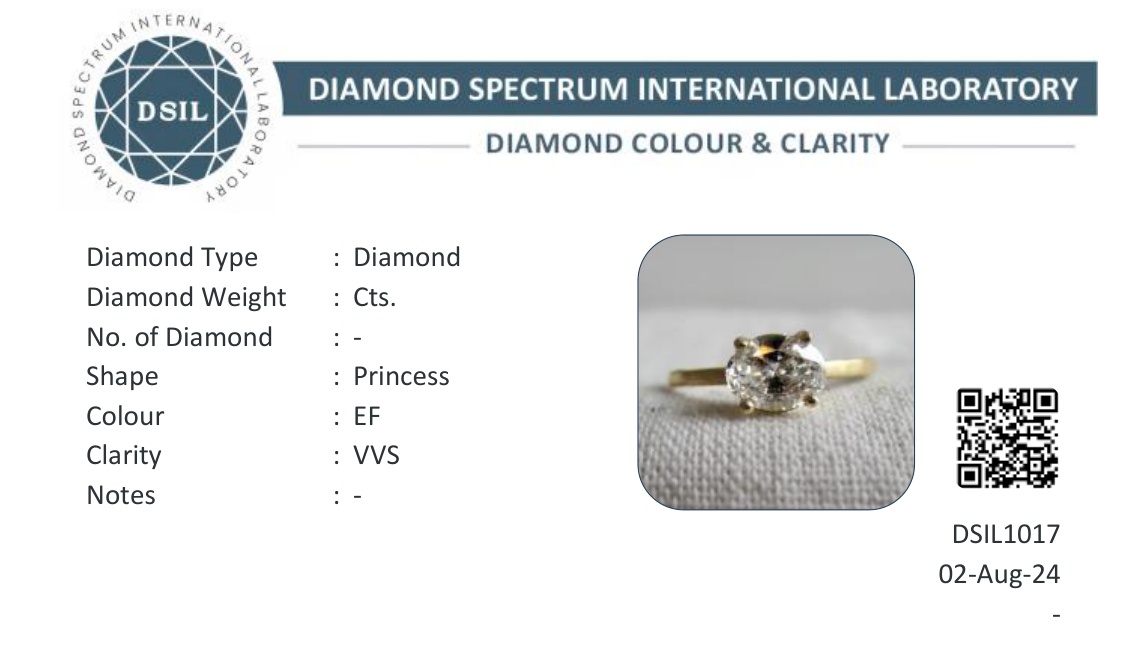 DIAMOND SPECTRUM INTERNATIONAL LABORATORY
DSIL
DIAMOND SPECTRUM INTERNATIONAL LABORATORY
DIAMOND COLOUR & CLARITY
Diamond Type : Diamond
Diamond Weight : Cts.
No. of Diamond : -
Shape : Princess
Colour : EF
Clarity : VVS
Notes : -
DSIL1017
02-Aug-24
-